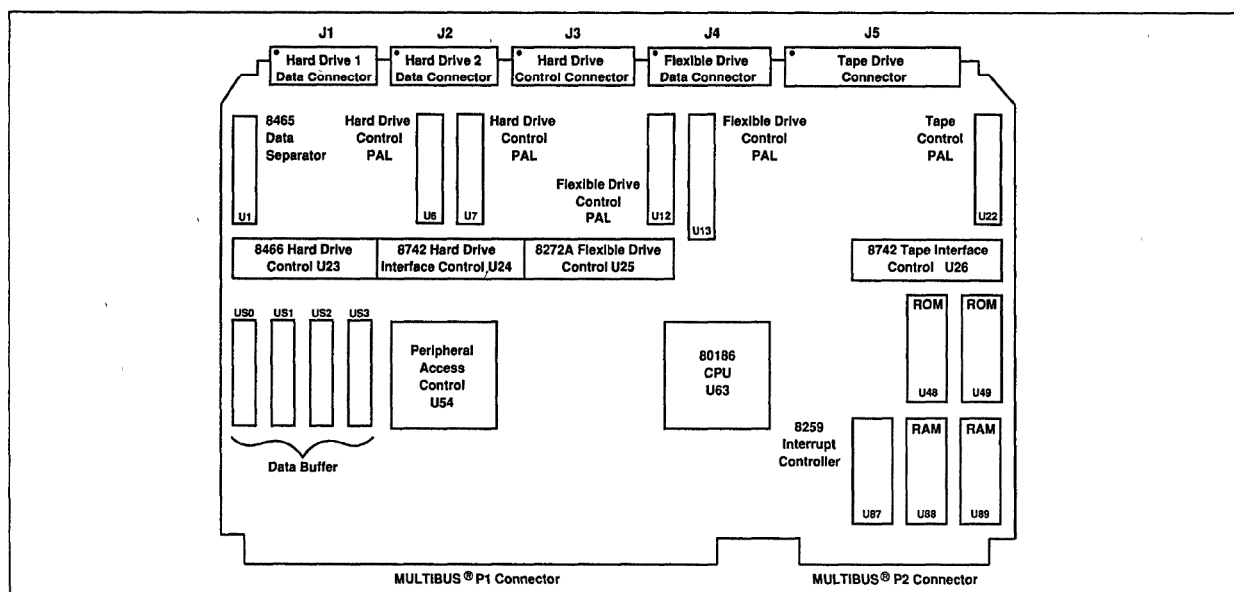 J1 J2 J3 J4 J5
Hard Drive 1
Data Connector
Hard Drive 2
Data Connector
Hard Drive
Control Connector
Flexible Drive
Data Connector
Tape Drive
Connector
8465
Data
Separator
U1
Hard Drive
Control
PAL
U6
U7
Hard Drive
Control
PAL
Flexible Drive
Control
PAL
U12
U13
Flexible Drive
Control
PAL
Tape
Control
PAL
U22
8466 Hard Drive
Control U23
8742 Hard Drive
Interface Control U24
8272A Flexible Drive
Control U25
8742 Tape Interface
Control U26
US0 US1 US2 US3
Data Buffer
Peripheral
Access
Control
U54
80186
CPU
U63
ROM
U48
ROM
U49
8259
Interrupt
Controller
U87
RAM
U88
RAM
U89
MULTIBUS® P1 Connector
MULTIBUS® P2 Connector